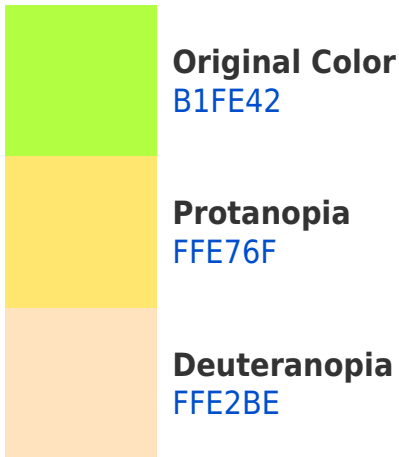 Original Color
B1FE42
Protanopia
FFE76F
Deuteranopia
FFE2BE